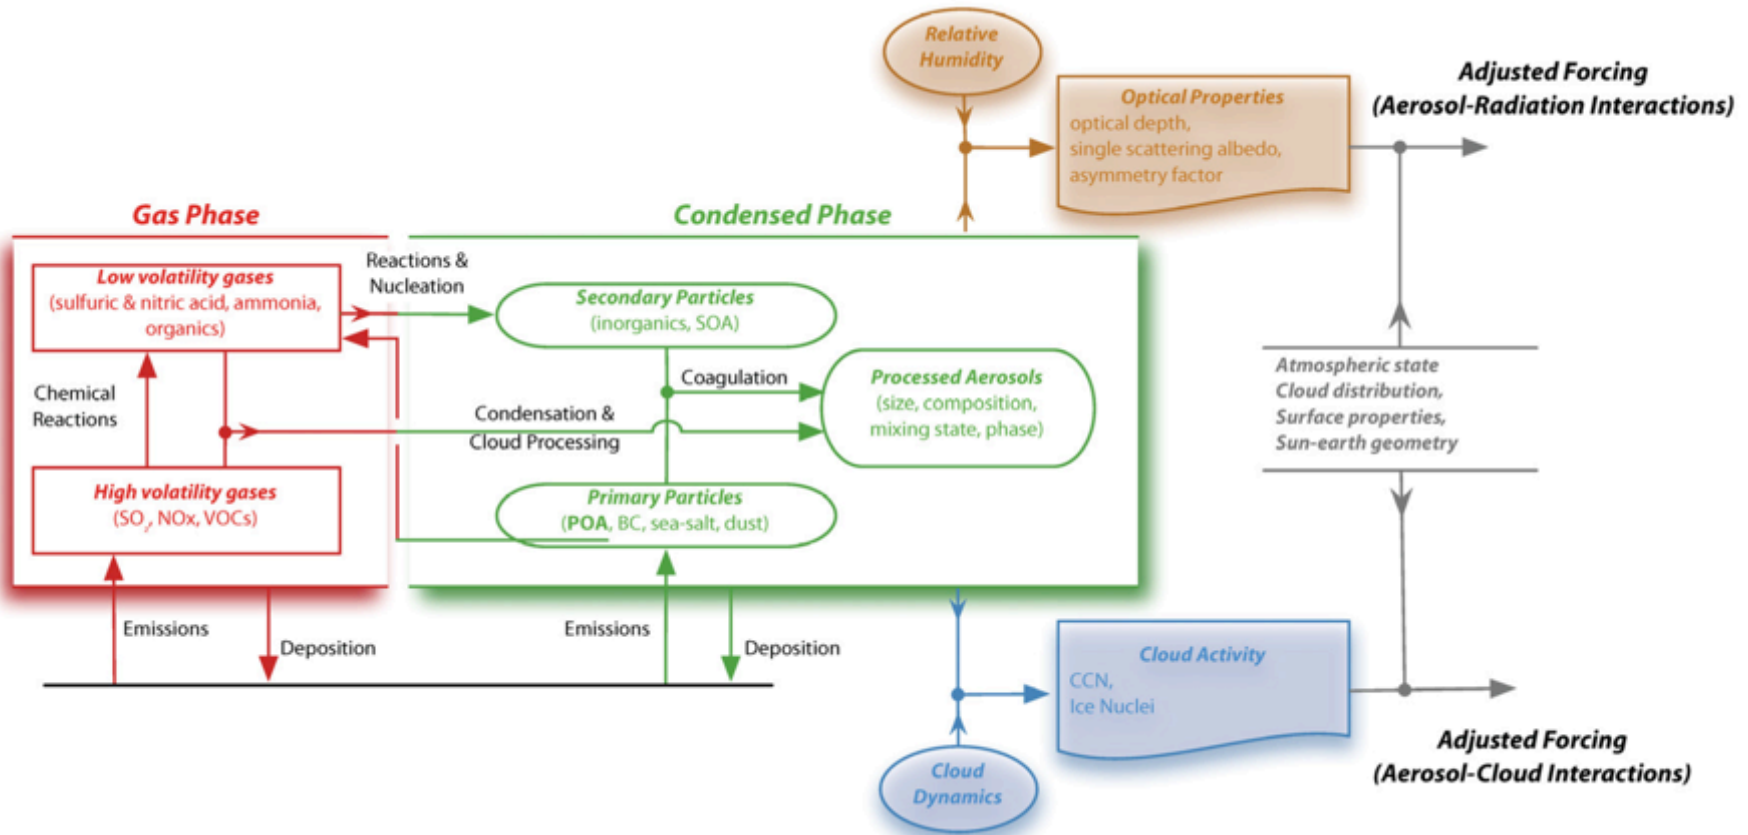 Relative
Humidity
Adjusted Forcing
(Aerosol-Radiation Interactions)
Optical Properties
optical depth,
single scattering albedo,
asymmetry factor
Gas Phase
Condensed Phase
Low volatility gases
(sulfuric & nitric acid, ammonia,
organics)
Reactions &
Nucleation
Secondary Particles
(inorganics, SOA)
Chemical
Reactions
Coagulation
Condensation &
Cloud Processing
Processed Aerosols
(size, composition,
mixing state, phase)
Atmospheric state
Cloud distribution,
Surface properties,
Sun-earth geometry
High volatility gases
(SO₂, NOx, VOCs)
Primary Particles
(POA, BC, sea-salt, dust)
Emissions
Deposition
Emissions
Deposition
Cloud Activity
CCN,
Ice Nuclei
Cloud
Dynamics
Adjusted Forcing
(Aerosol-Cloud Interactions)